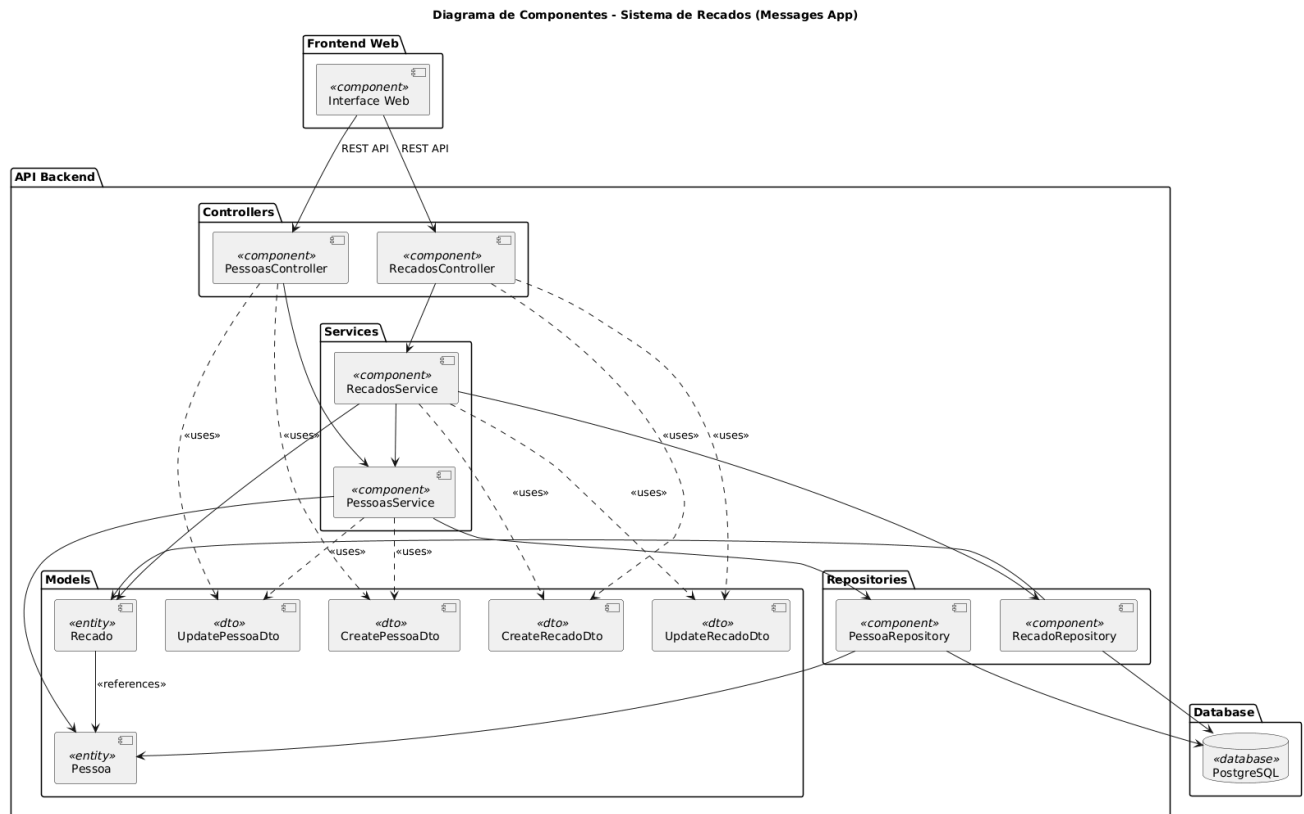 Diagrama de Componentes - Sistema de Recados (Messages App)
Frontend Web
«component»
Interface Web
REST API
REST API
API Backend
Controllers
«component»
PessoasController
«component»
RecadosController
Services
«component»
RecadosService
«uses»
«uses»
«uses»
«uses»
«component»
PessoasService
«uses»
«uses»
«uses»
«uses»
Models
Repositories
«entity»
Recado
«dto»
UpdatePessoaDto
«dto»
CreatePessoaDto
«dto»
CreateRecadoDto
«dto»
UpdateRecadoDto
«component»
PessoaRepository
«component»
RecadoRepository
«references»
Database
«entity»
Pessoa
«database»
PostgreSQL